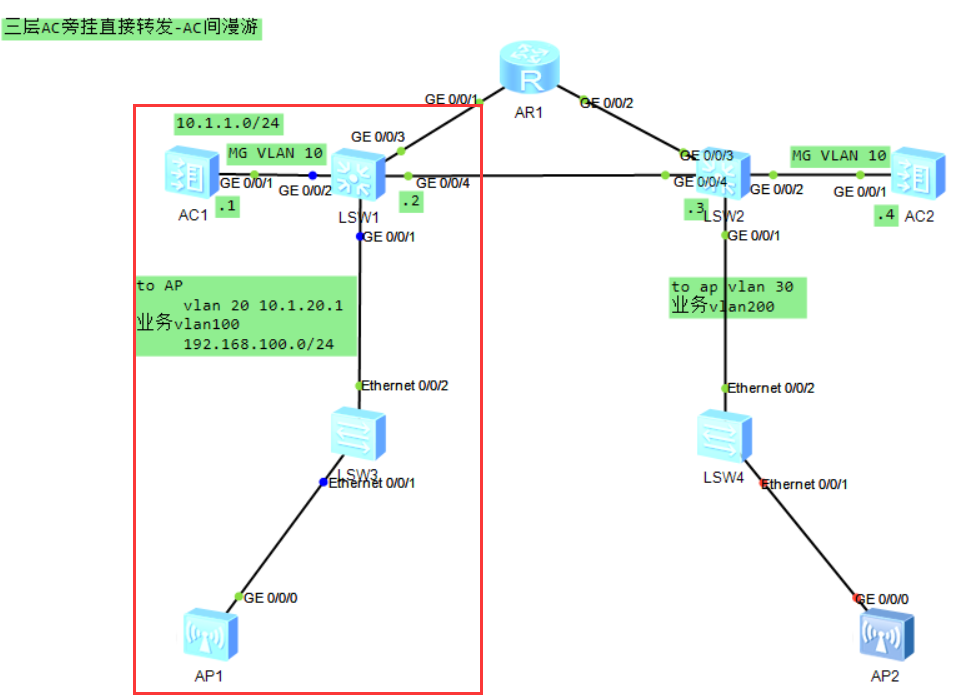 三层AC旁挂直接转发-AC间漫游
R
AR1
GE 0/0/1
GE 0/0/2
10.1.1.0/24
MG VLAN 10
GE 0/0/3
GE 0/0/1
GE 0/0/2
GE 0/0/4
AC1
.1
LSW1
.2
GE 0/0/1
GE 0/0/3
MG VLAN 10
GE 0/0/4
GE 0/0/2
GE 0/0/1
.3
LSW2
.4
AC2
GE 0/0/1
to AP
vlan 20 10.1.20.1
业务vlan100
192.168.100.0/24
to ap vlan 30
业务vlan200
Ethernet 0/0/2
Ethernet 0/0/2
LSW3
Ethernet 0/0/1
LSW4
Ethernet 0/0/1
GE 0/0/0
GE 0/0/0
AP1
AP2